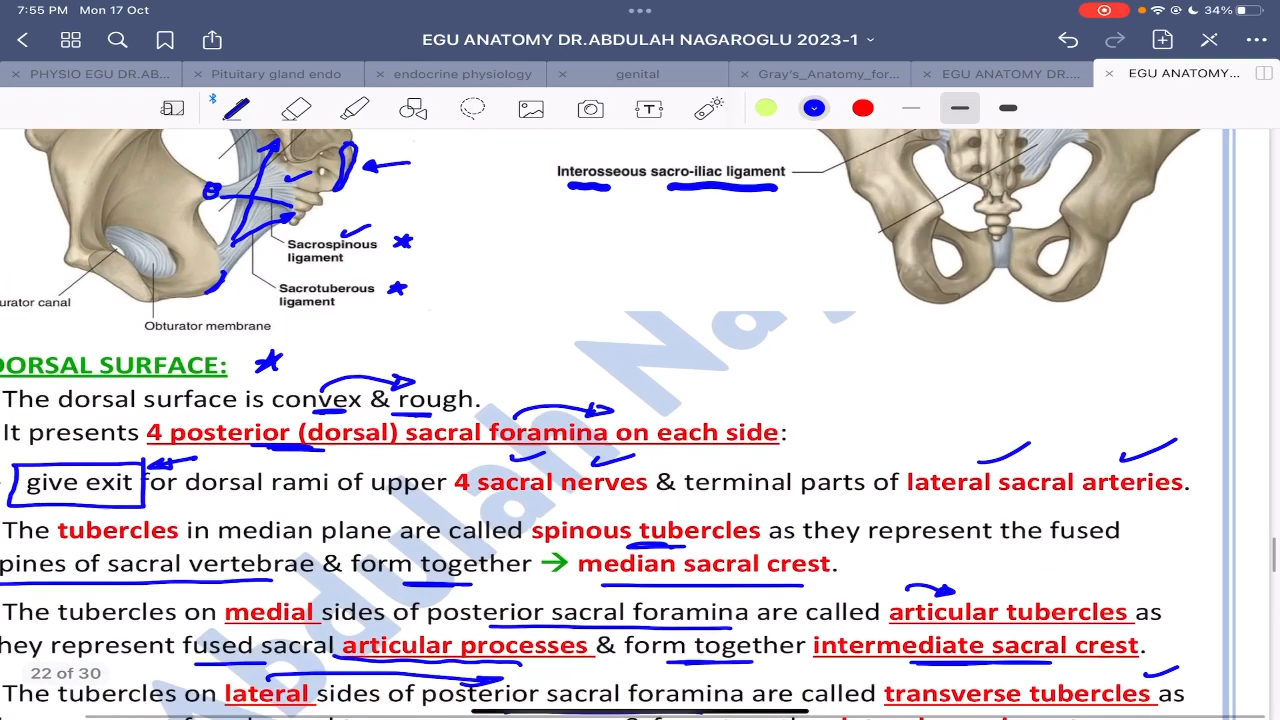 7:55 PM Mon 17 Oct
34%
EGU ANATOMY DR.ABDULAH NAGAROGLU 2023-1
PHYSIO EGU DR.AB...
Pituitary gland endo
endocrine physiology
genital
Gray's_Anatomy_for...
EGU ANATOMY DR....
EGU ANATOMY...
Interosseous sacro-iliac ligament
Sacrospinous
ligament
Sacrotuberous
ligament
urator canal
Obturator membrane
DORSAL SURFACE:
The dorsal surface is convex & rough.
It presents 4 posterior (dorsal) sacral foramina on each side:
give exit for dorsal rami of upper 4 sacral nerves & terminal parts of lateral sacral arteries.
The tubercles in median plane are called spinous tubercles as they represent the fused
pines of sacral vertebrae & form together → median sacral crest.
The tubercles on medial sides of posterior sacral foramina are called articular tubercles as
hey represent fused sacral articular processes & form together intermediate sacral crest.
22 of 30
The tubercles on lateral sides of posterior sacral foramina are called transverse tubercles as